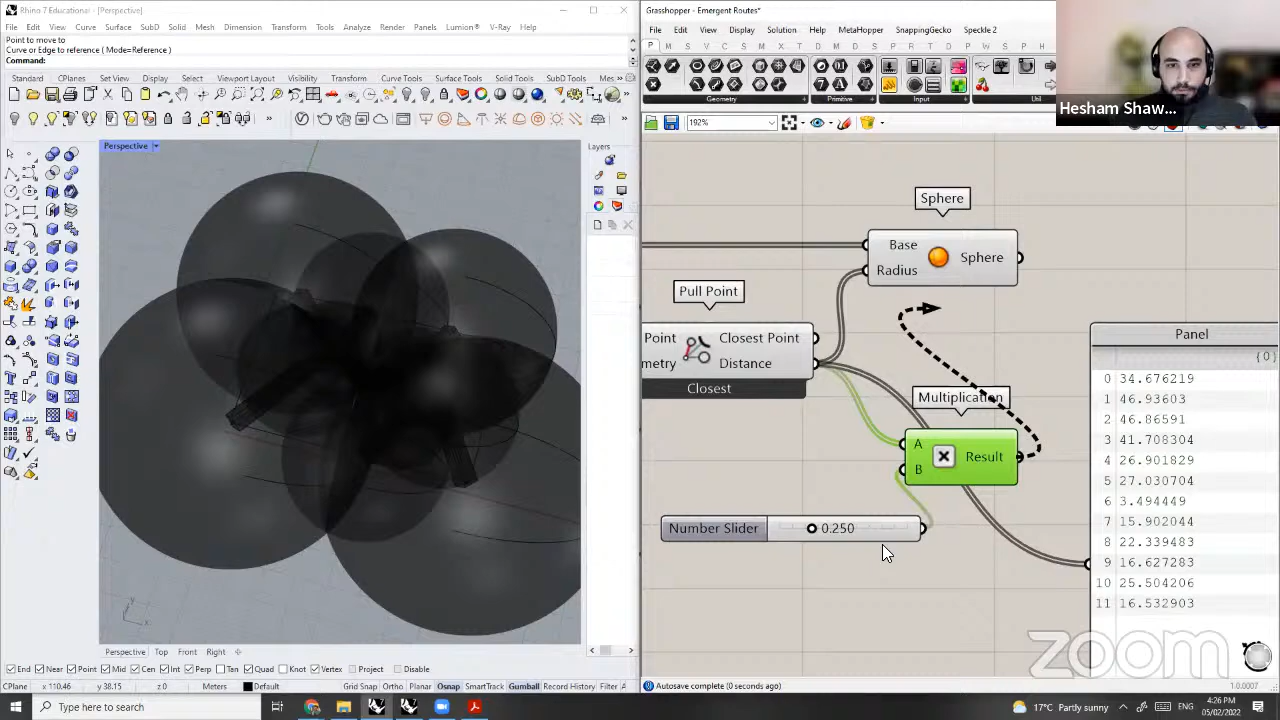 Rhino 7 Educational - [Perspective]
File Edit View Curve Surface SubD Solid Mesh Dimension Transform Tools Analyze Render Panels Lumion® V-Ray Help
Point to move to
Curve or Edge to reference ( Mode=Reference )
Command:
Standard CPlanes Set View Display Select Viewport Layout Visibility Transform Curve Tools Surface Tools Solid Tools SubD Tools Mes... »
Perspective
Layers
y
x
Perspective Top Front Right
End Near Point Mid Cen Int Perp Tan Quad Knot Vertex Project Disable
CPlane x 110.46 y 38.15 z 0 Meters Default Grid Snap Ortho Planar Osnap SmartTrack Gumball Record History Filter
Grasshopper - Emergent Routes*
File Edit View Display Solution Help MetaHopper SnappingGecko Speckle 2
P M S V C S M I T D W D S F L U L P W S P H
Geometry Primitive Input Util
192%
Hesham Shaw...
Sphere
Base
Radius
Sphere
Pull Point
Point
metry
Closest Point
Distance
Closest
Multiplication
A
B
Result
Number Slider 0.250
Panel
{0}
0 34.676219
1 46.93603
2 46.86591
3 41.708304
4 26.901829
5 27.030704
6 3.494449
7 15.902044
8 22.339483
9 16.627283
10 25.504206
11 16.532903
zoom
Autosave complete (0 seconds ago)
1.0.0007
Type here to search
17°C Partly sunny
ENG
4:26 PM
05/02/2022